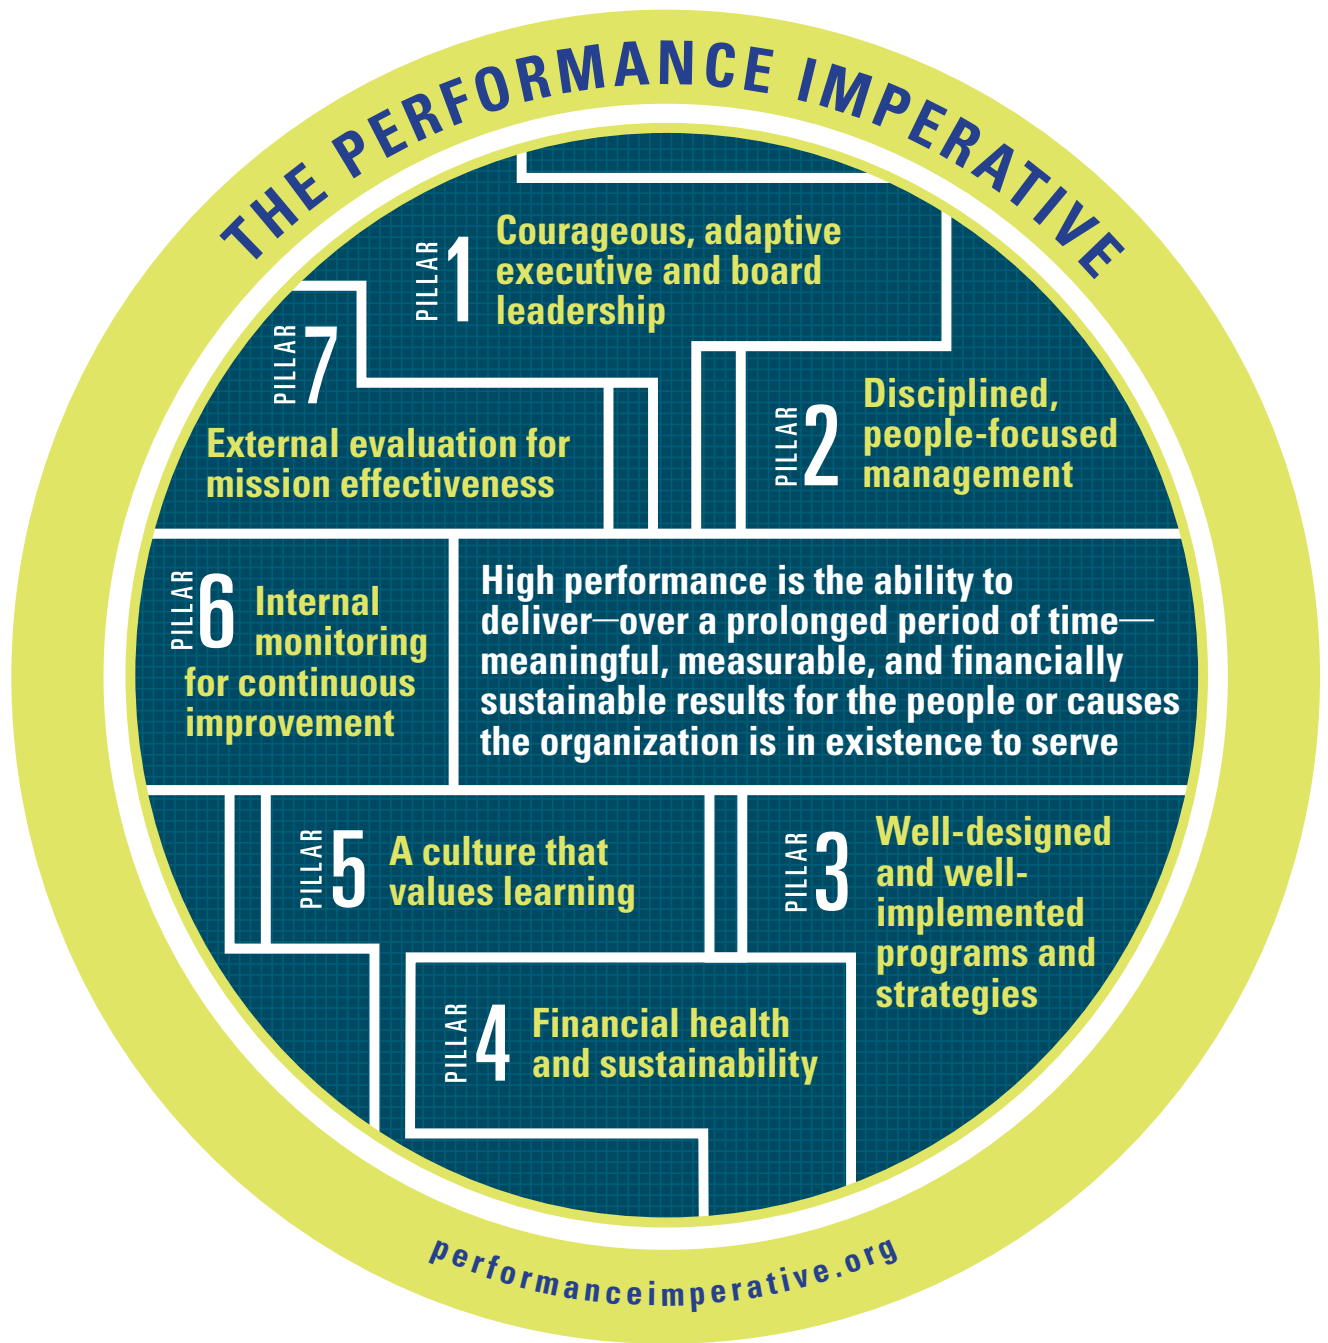 THE PERFORMANCE IMPERATIVE
PILLAR 1
Courageous, adaptive
executive and board
leadership
PILLAR 2
Disciplined,
people-focused
management
PILLAR 7
External evaluation for
mission effectiveness
PILLAR 6
Internal
monitoring
for continuous
improvement
High performance is the ability to
deliver—over a prolonged period of time—
meaningful, measurable, and financially
sustainable results for the people or causes
the organization is in existence to serve
PILLAR 5
A culture that
values learning
PILLAR 3
Well-designed
and well-
implemented
programs and
strategies
PILLAR 4
Financial health
and sustainability
performanceimperative.org